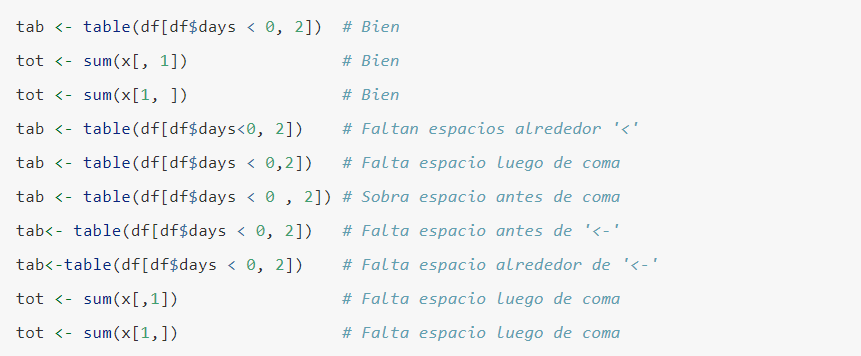 tab <- table(df[df$days < 0, 2])  # Bien
tot <- sum(x[, 1])                # Bien
tot <- sum(x[1, ])                # Bien
tab <- table(df[df$days<0, 2])    # Faltan espacios alrededor '<'
tab <- table(df[df$days < 0,2])   # Falta espacio luego de coma
tab <- table(df[df$days < 0 , 2]) # Sobra espacio antes de coma
tab<- table(df[df$days < 0, 2])   # Falta espacio antes de '<-'
tab<-table(df[df$days < 0, 2])    # Falta espacio alrededor de '<-'
tot <- sum(x[,1])                 # Falta espacio luego de coma
tot <- sum(x[1,])                 # Falta espacio luego de coma